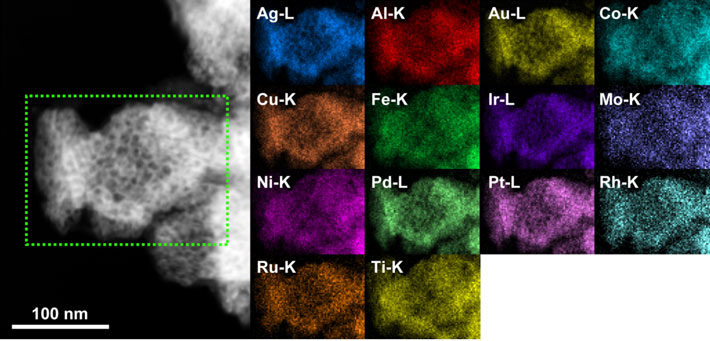 Ag-L
Al-K
Au-L
Co-K
Cu-K
Fe-K
Ir-L
Mo-K
Ni-K
Pd-L
Pt-L
Rh-K
Ru-K
Ti-K
100 nm